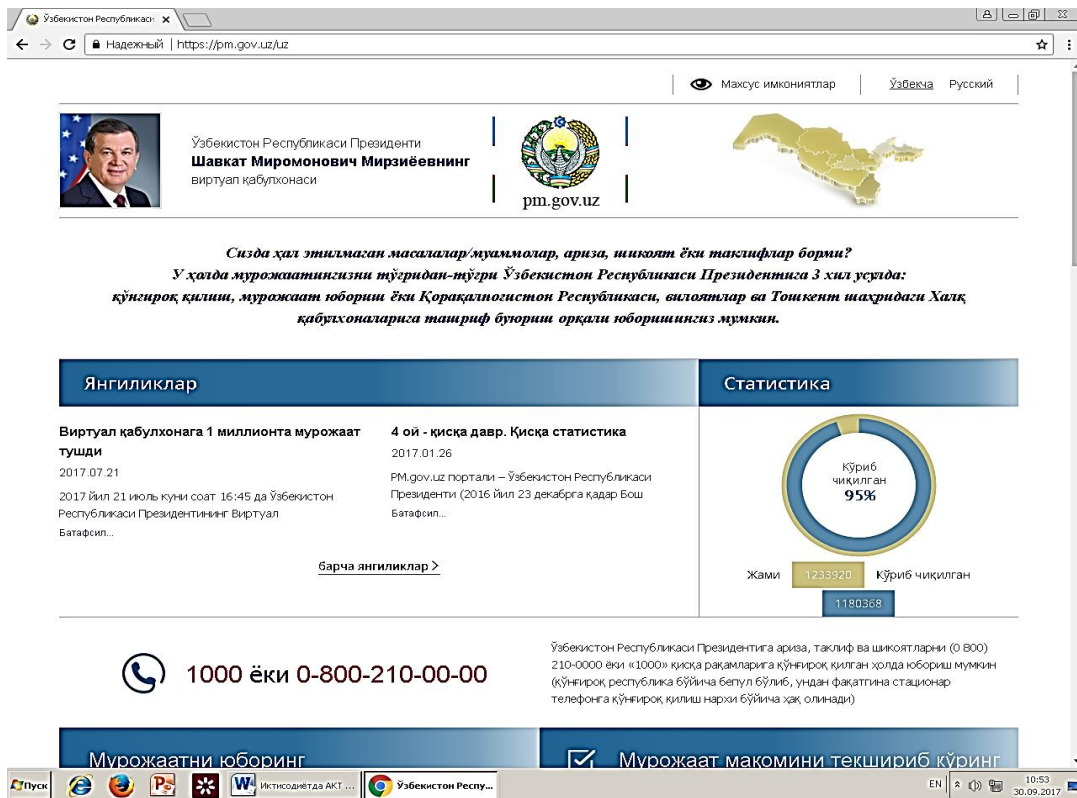 Ўзбекистон Республикаси
Надежный | https://pm.gov.uz/uz
Махсус имкониятлар
Ўзбекча Русский
Ўзбекистон Республикаси Президенти
Шавкат Миромонович Мирзиёевнинг
виртуал қабулхонаси
pm.gov.uz
Сизда ҳал этилмаган масалалар/муаммолар, ариза, шикоят ёки таклифлар борми?
У ҳолда мурожаатингизни тўғридан-тўғри Ўзбекистон Республикаси Президентига 3 хил усулда:
қўнғироқ қилиш, мурожаат юбориш ёки Қорақалпоғистон Республикаси, вилоятлар ва Тошкент шаҳридаги Халқ
қабулхоналарига ташриф буюриш орқали юборишингиз мумкин.
Янгиликлар
Статистика
Виртуал қабулхонага 1 миллионта мурожаат
тушди
2017.07.21
2017 йил 21 июль куни соат 16:45 да Ўзбекистон
Республикаси Президентининг Виртуал
Батафсил...
4 ой - қисқа давр. Қисқа статистика
2017.01.26
PM.gov.uz портали – Ўзбекистон Республикаси
Президенти (2016 йил 23 декабрга қадар Бош
Батафсил...
барча янгиликлар >
Кўриб
чиқилган
95%
Жами 1233920 Кўриб чиқилган
1180368
1000 ёки 0-800-210-00-00
Ўзбекистон Республикаси Президентига ариза, таклиф ва шикоятларни (0 800)
210-0000 ёки «1000» қисқа рақамларига қўнғироқ қилган ҳолда юбориш мумкин
(қўнғироқ республика бўйича бепул бўлиб, ундан фақатгина стационар
телефонга қўнғироқ қилиш нархи бўйича ҳақ олинади)
Мурожаатни юборинг
Мурожаат мақомини текшириб кўринг
Пуск
Иктисодиётда АКТ ...
Ўзбекистон Респу...
EN
10:53
30.09.2017